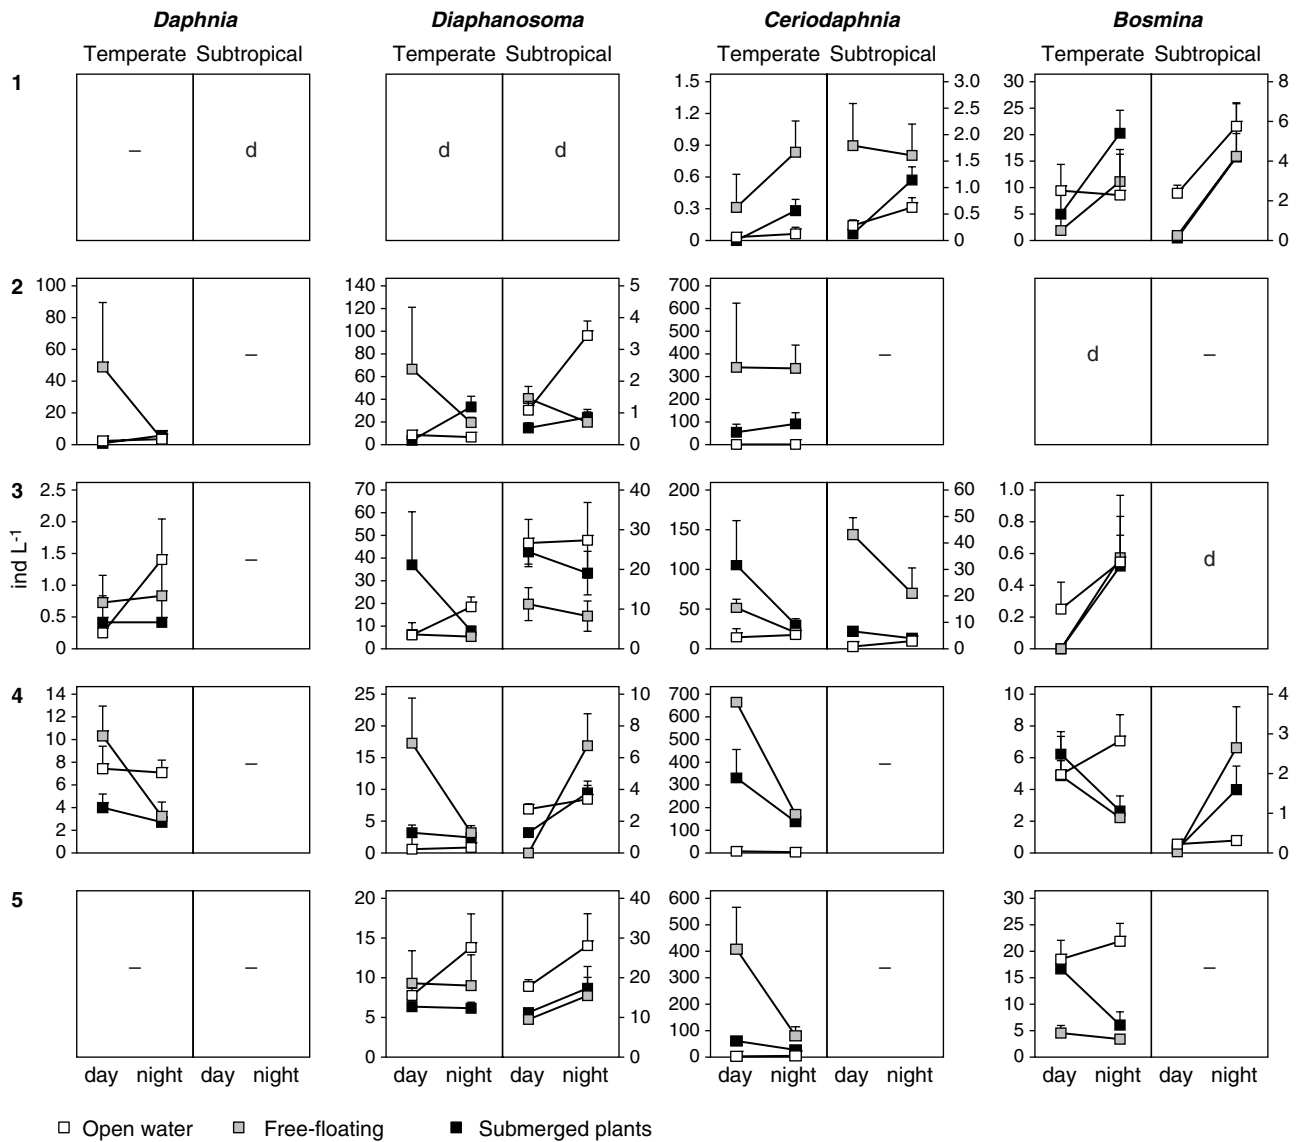 Daphnia Diaphanosoma Ceriodaphnia Bosmina
Temperate Subtropical Temperate Subtropical Temperate Subtropical Temperate Subtropical
1
– d
d d
1.5 1.2 0.9 0.6 0.3 0
3.0 2.5 2.0 1.5 1.0 0.5 0
30 25 20 15 10 5 0
8 6 4 2 0
2
100 80 60 40 20 0
–
140 120 100 80 60 40 20 0
5 4 3 2 1 0
700 600 500 400 300 200 100 0
–
d –
3
ind L-1
2.5 2.0 1.5 1.0 0.5 0
–
70 60 50 40 30 20 10 0
40 30 20 10 0
200 150 100 50 0
60 50 40 30 20 10 0
1.0 0.8 0.6 0.4 0.2 0
d
4
14 12 10 8 6 4 2 0
–
25 20 15 10 5 0
10 8 6 4 2 0
700 600 500 400 300 200 100 0
–
10 8 6 4 2 0
4 3 2 1 0
5
– –
20 15 10 5 0
40 30 20 10 0
600 500 400 300 200 100 0
–
30 25 20 15 10 5 0
–
day night day night day night day night day night day night day night day night
Open water Free-floating Submerged plants